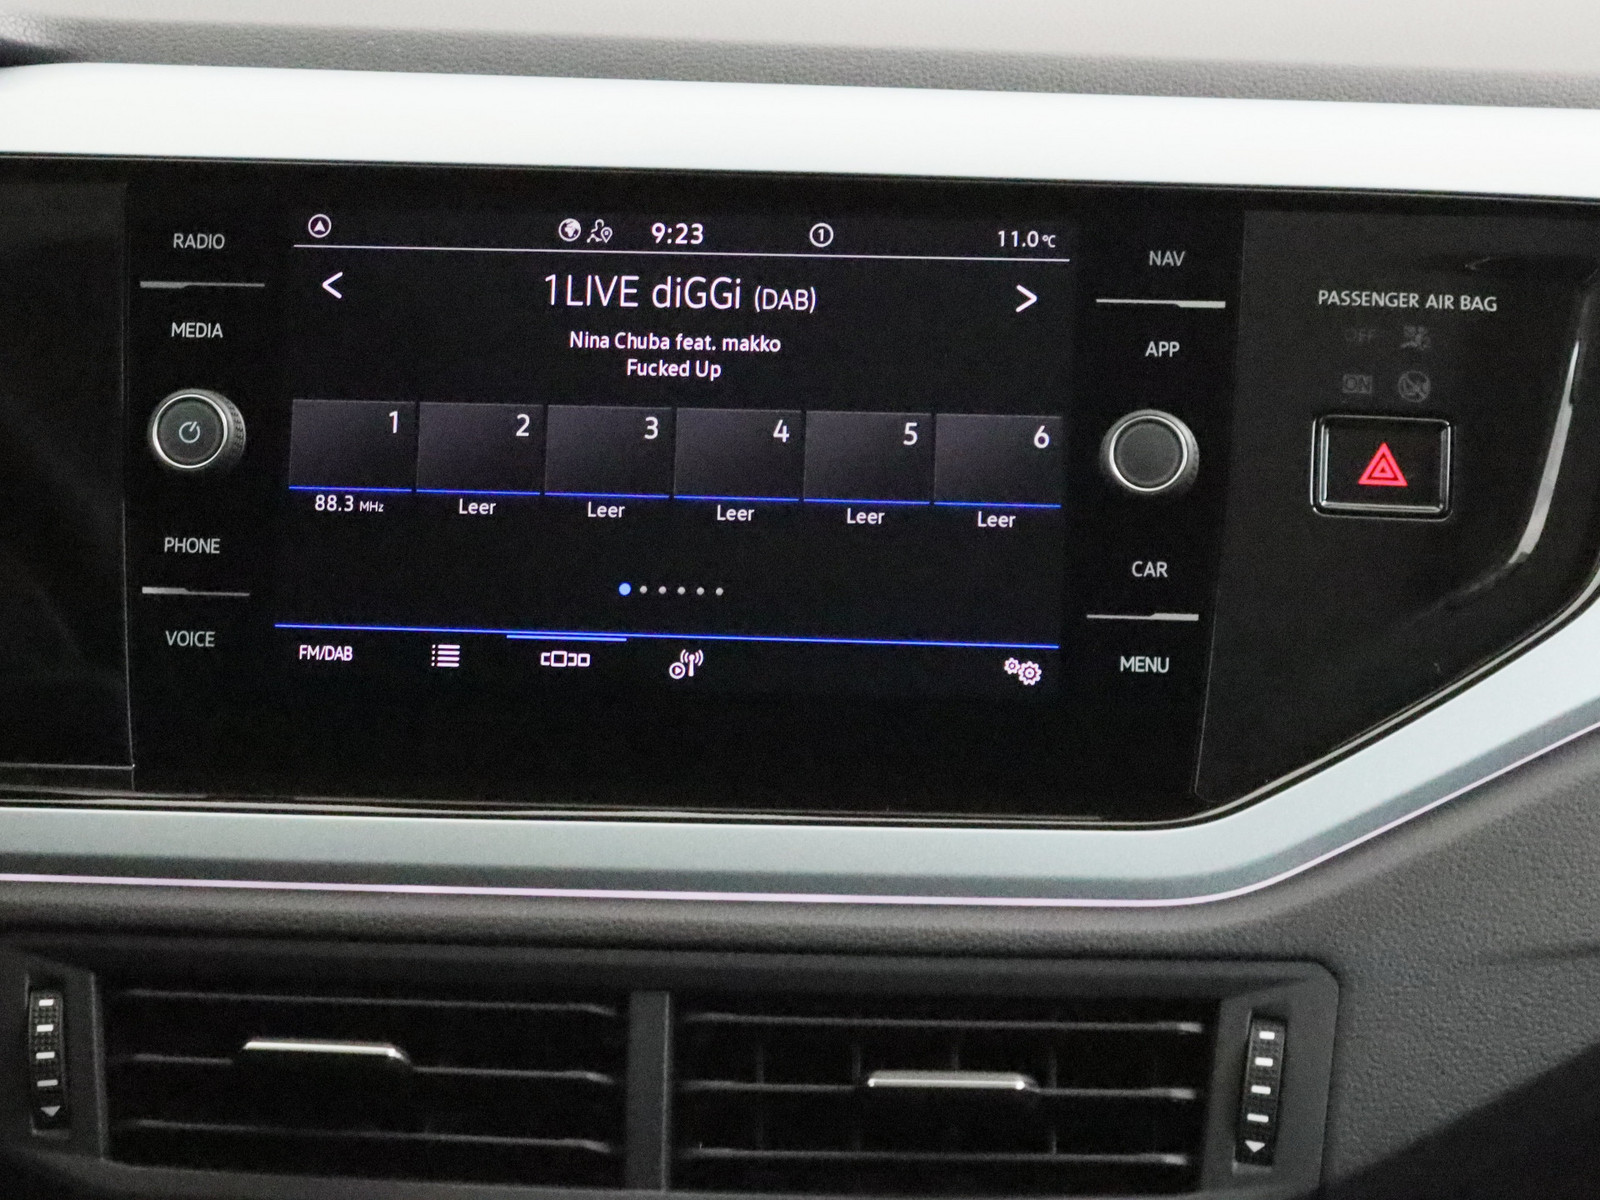 RADIO
MEDIA
PHONE
VOICE
9:23
1
11.0°C
< >
1LIVE diGGi (DAB)
Nina Chuba feat. makko
Fucked Up
1 2 3 4 5 6
88.3 MHz Leer Leer Leer Leer Leer
FM/DAB
NAV
APP
CAR
MENU
PASSENGER AIR BAG
OFF
ON